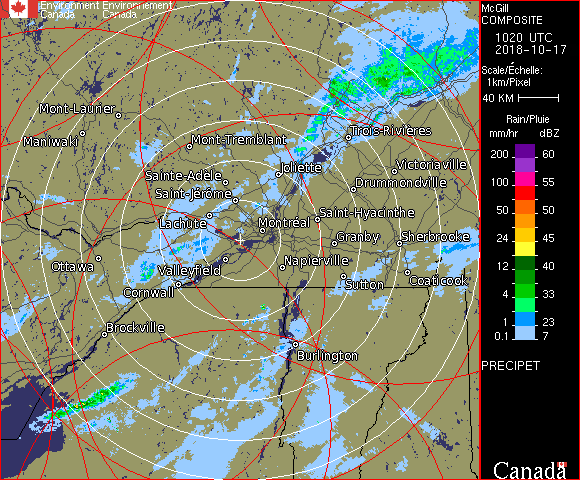 Environment Environnement
Canada Canada
McGill
COMPOSITE
1020 UTC
2018-10-17
Scale/Échelle:
1km/Pixel
40 KM
Rain/Pluie
mm/hr dBZ
200 60
100 55
50 50
24 45
12 40
4 33
1 23
0.1 7
PRECIPET
Canada
Mont-Laurier
Maniwaki
Mont-Tremblant
Trois-Rivières
Joliette
Victoriaville
Sainte-Adèle
Drummondville
Saint-Jérôme
Saint-Hyacinthe
Lachute
Montréal
Granby
Sherbrooke
Ottawa
Valleyfield
Napierville
Cornwall
Sutton
Coaticook
Brockville
Burlington